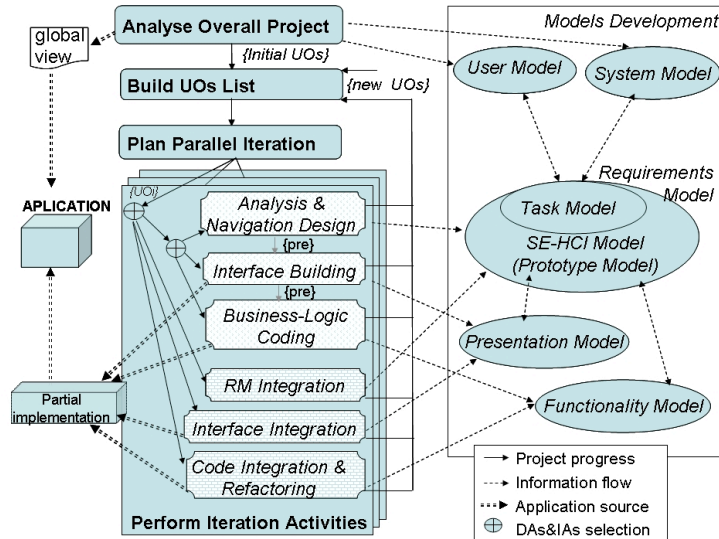 Analyse Overall Project
global
view
{Initial UOs}
Build UOs List
{new UOs}
Plan Parallel Iteration
{UOi}
APLICATION
Analysis &
Navigation Design
{pre}
Interface Building
{pre}
Business-Logic
Coding
RM Integration
Interface Integration
Code Integration &
Refactoring
Perform Iteration Activities
Partial
implementation
Models Development
User Model
System Model
Requirements
Model
Task Model
SE-HCI Model
(Prototype Model)
Presentation Model
Functionality Model
Project progress
Information flow
Application source
DAs&IAs selection